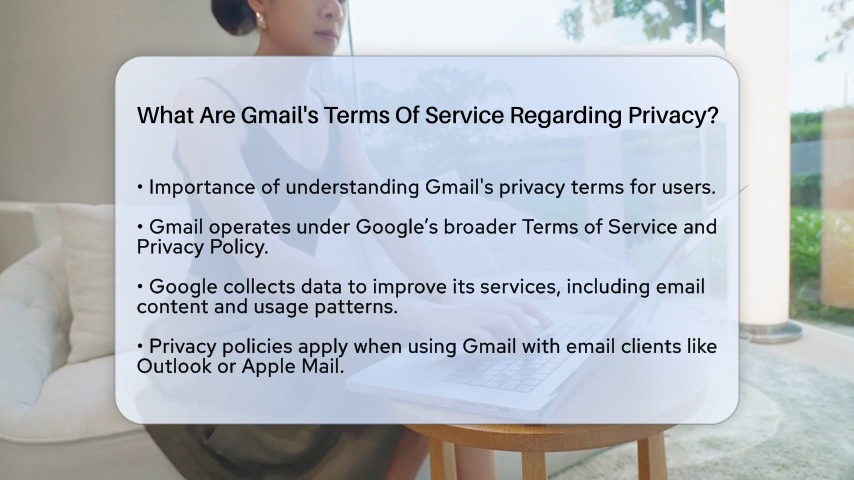 What Are Gmail's Terms Of Service Regarding Privacy?
• Importance of understanding Gmail's privacy terms for users.
• Gmail operates under Google’s broader Terms of Service and
Privacy Policy.
• Google collects data to improve its services, including email
content and usage patterns.
• Privacy policies apply when using Gmail with email clients like
Outlook or Apple Mail.